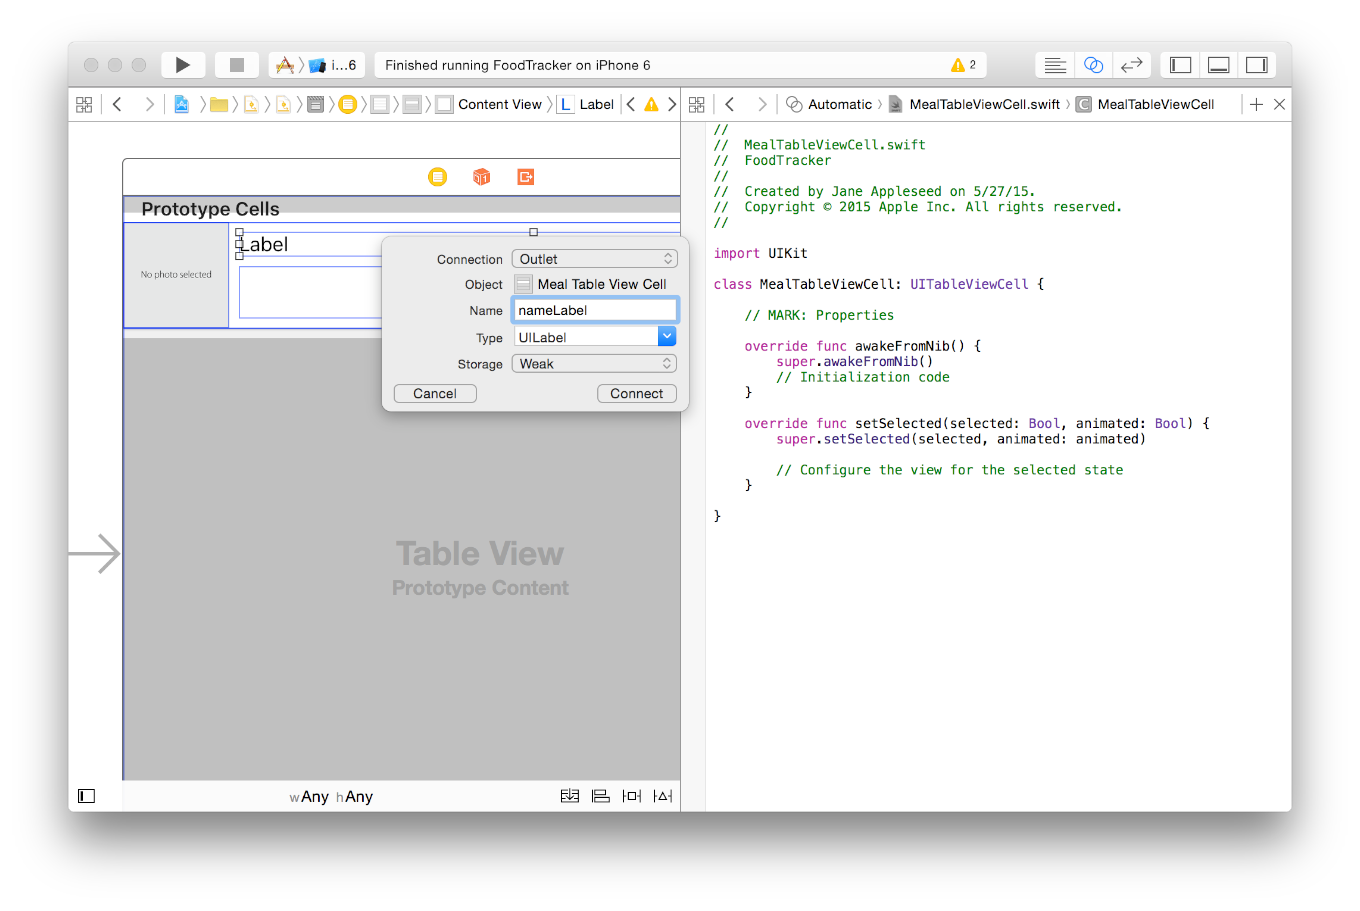 i...6
Finished running FoodTracker on iPhone 6
2
Content View
L
Label
Automatic
MealTableViewCell.swift
C
MealTableViewCell
Prototype Cells
No photo selected
Label
Connection
Outlet
Object
Meal Table View Cell
Name
nameLabel
Type
UILabel
Storage
Weak
Cancel
Connect
Table View
Prototype Content
wAny hAny
//
//  MealTableViewCell.swift
//  FoodTracker
//
//  Created by Jane Appleseed on 5/27/15.
//  Copyright © 2015 Apple Inc. All rights reserved.
//
import UIKit
class MealTableViewCell: UITableViewCell {
    // MARK: Properties
    override func awakeFromNib() {
        super.awakeFromNib()
        // Initialization code
    }
    override func setSelected(selected: Bool, animated: Bool) {
        super.setSelected(selected, animated: animated)
        // Configure the view for the selected state
    }
}